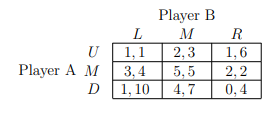 Player B
L M R
U 1, 1 2, 3 1, 6
Player A M 3, 4 5, 5 2, 2
D 1, 10 4, 7 0, 4